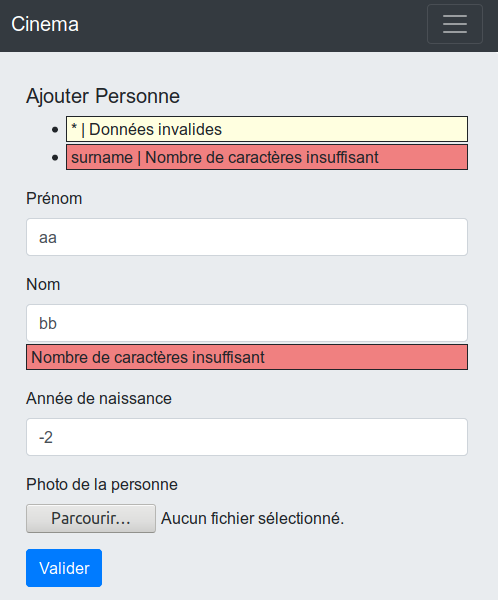 Cinema
Ajouter Personne
* | Données invalides
surname | Nombre de caractères insuffisant
Prénom
aa
Nom
bb
Nombre de caractères insuffisant
Année de naissance
-2
Photo de la personne
Parcourir... Aucun fichier sélectionné.
Valider